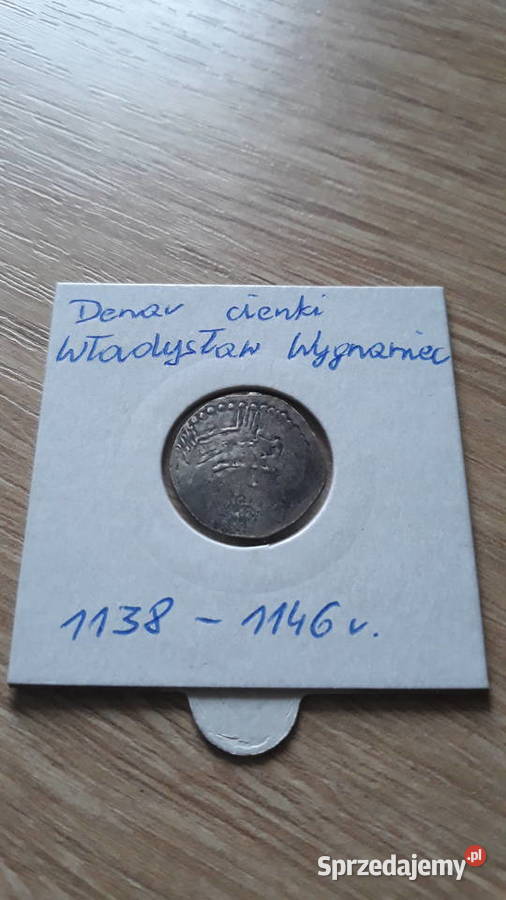 Denar cienki
Władysław Wygnaniec
1138 - 1146 r.
Sprzedajemy.pl